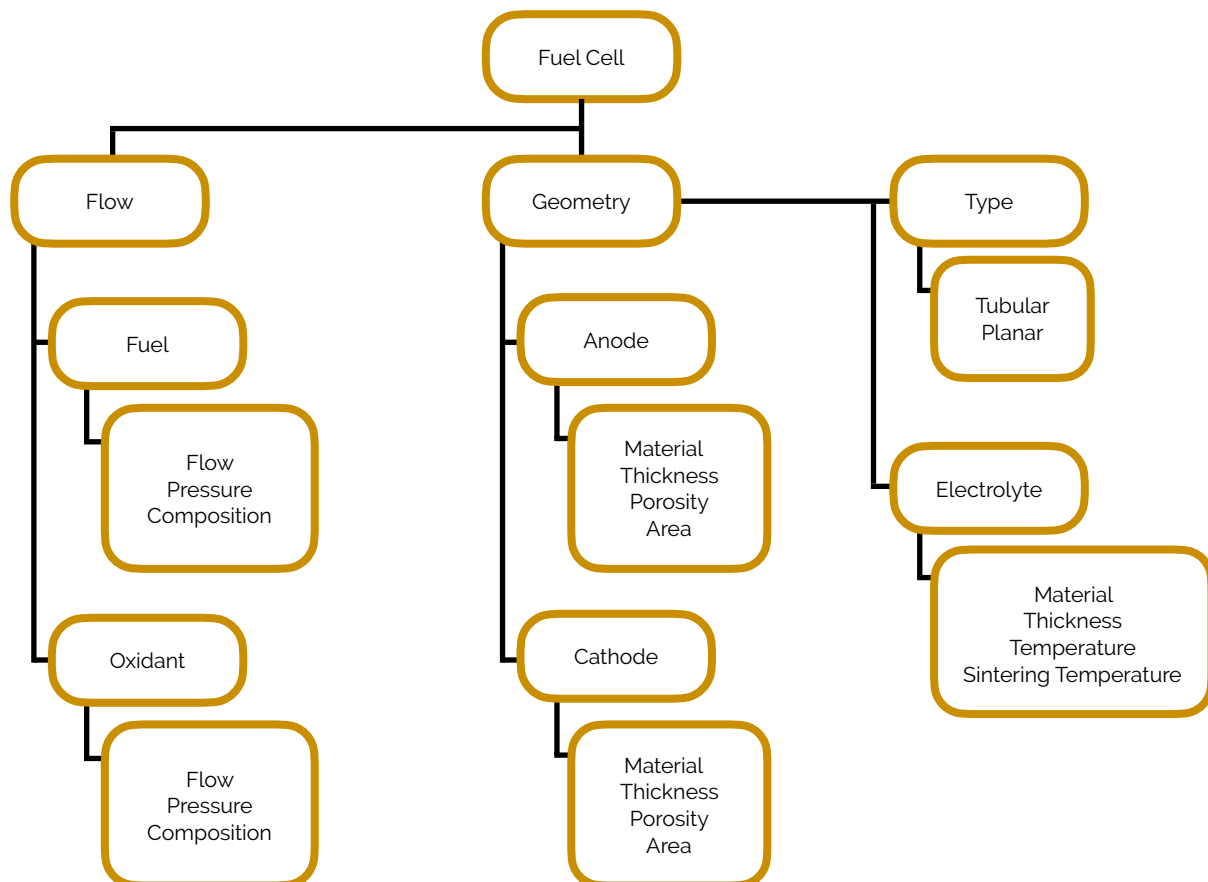 Fuel Cell
Flow
Geometry
Type
Tubular
Planar
Fuel
Anode
Flow
Pressure
Composition
Material
Thickness
Porosity
Area
Electrolyte
Material
Thickness
Temperature
Sintering Temperature
Oxidant
Cathode
Flow
Pressure
Composition
Material
Thickness
Porosity
Area